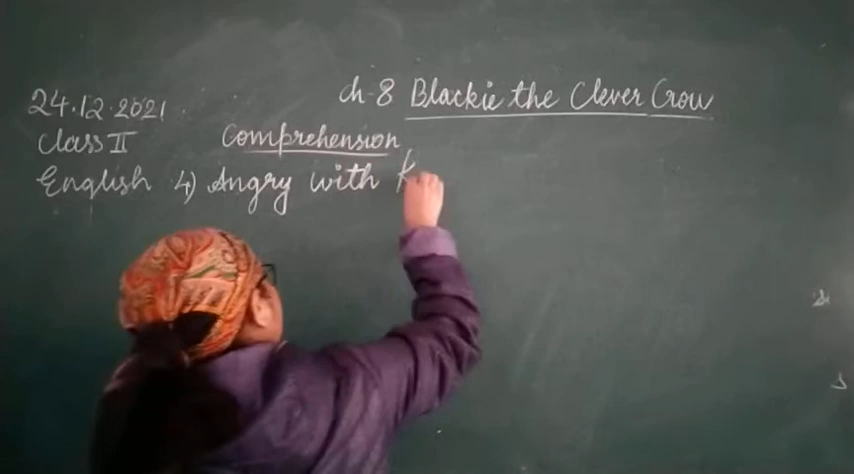 24.12.2021
ch-8 Blackie the Clever Crow
Class II
Comprehension
English 4) Angry with K